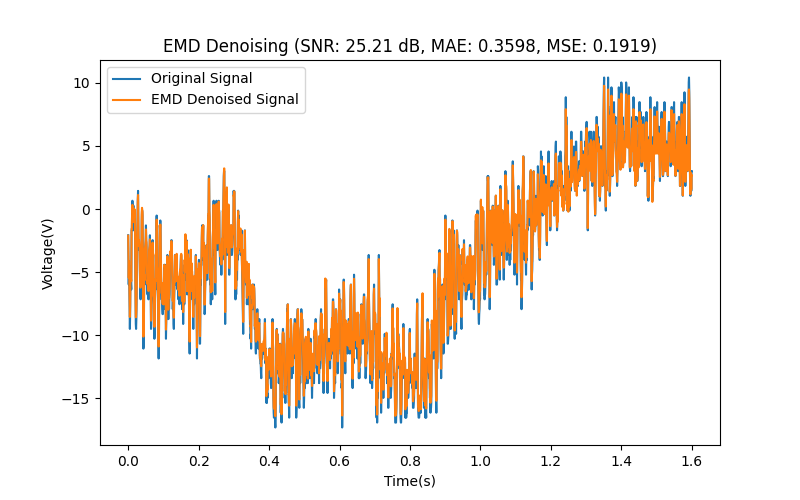 EMD Denoising (SNR: 25.21 dB, MAE: 0.3598, MSE: 0.1919)
Original Signal
EMD Denoised Signal
Voltage(V)
10
5
0
−5
−10
−15
0.0 0.2 0.4 0.6 0.8 1.0 1.2 1.4 1.6
Time(s)